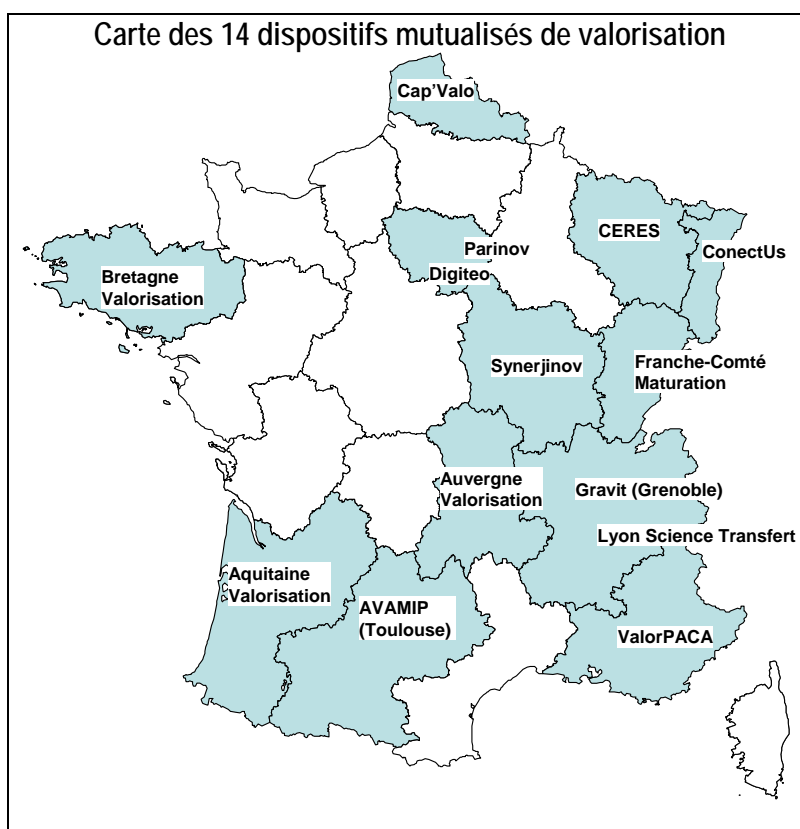 Carte des 14 dispositifs mutualisés de valorisation
Cap'Valo
CERES
ConectUs
Parinov
Digiteo
Bretagne
Valorisation
Synerjinov
Franche-Comté
Maturation
Auvergne
Valorisation
Gravit (Grenoble)
Lyon Science Transfert
Aquitaine
Valorisation
AVAMIP
(Toulouse)
ValorPACA